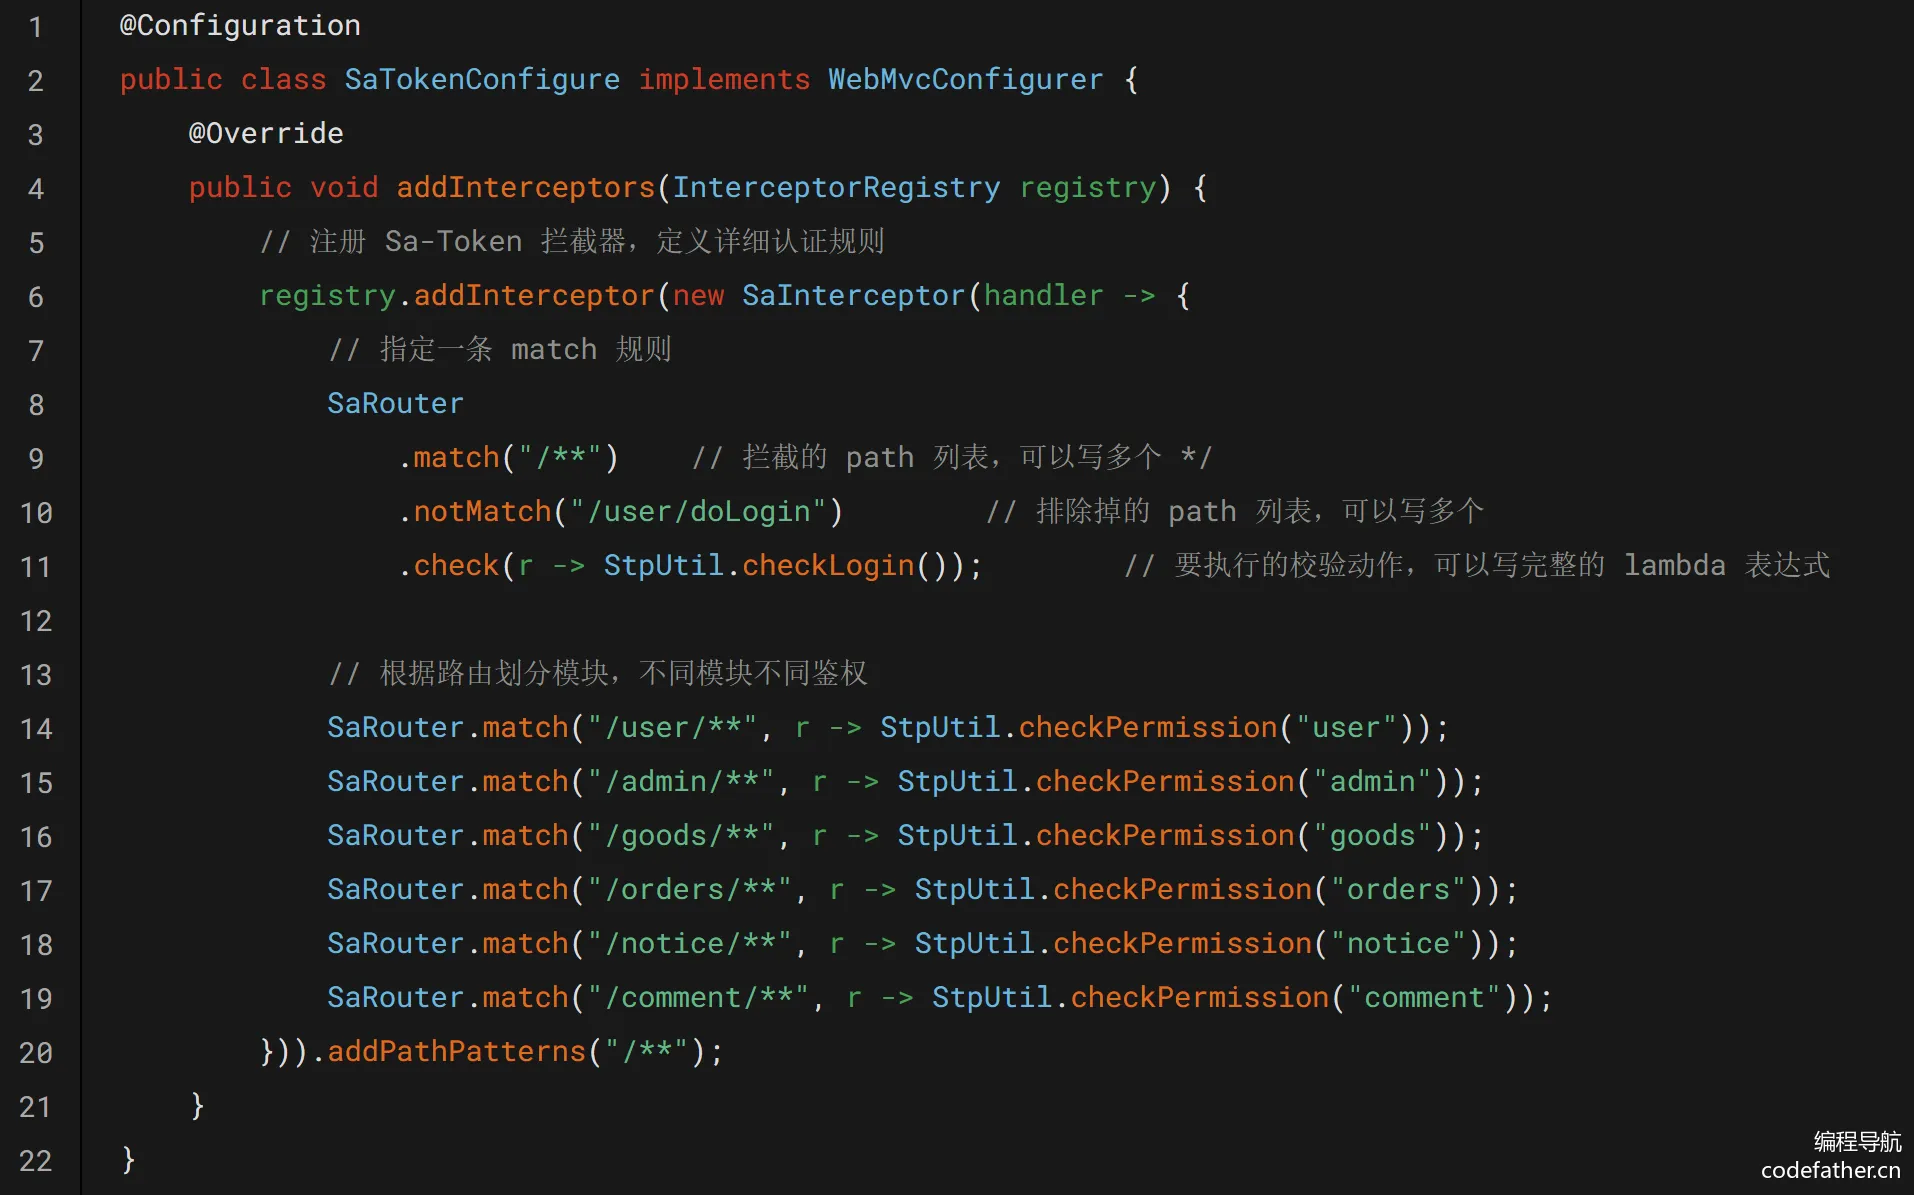 1 @Configuration
2 public class SaTokenConfigure implements WebMvcConfigurer {
3 @Override
4 public void addInterceptors(InterceptorRegistry registry) {
5 // 注册 Sa-Token 拦截器，定义详细认证规则
6 registry.addInterceptor(new SaInterceptor(handler -> {
7 // 指定一条 match 规则
8 SaRouter
9 .match("/**") // 拦截的 path 列表，可以写多个 */
10 .notMatch("/user/doLogin") // 排除掉的 path 列表，可以写多个
11 .check(r -> StpUtil.checkLogin()); // 要执行的校验动作，可以写完整的 lambda 表达式
12
13 // 根据路由划分模块，不同模块不同鉴权
14 SaRouter.match("/user/**", r -> StpUtil.checkPermission("user"));
15 SaRouter.match("/admin/**", r -> StpUtil.checkPermission("admin"));
16 SaRouter.match("/goods/**", r -> StpUtil.checkPermission("goods"));
17 SaRouter.match("/orders/**", r -> StpUtil.checkPermission("orders"));
18 SaRouter.match("/notice/**", r -> StpUtil.checkPermission("notice"));
19 SaRouter.match("/comment/**", r -> StpUtil.checkPermission("comment"));
20 })).addPathPatterns("/**");
21 }
22 }
编程导航
codefather.cn